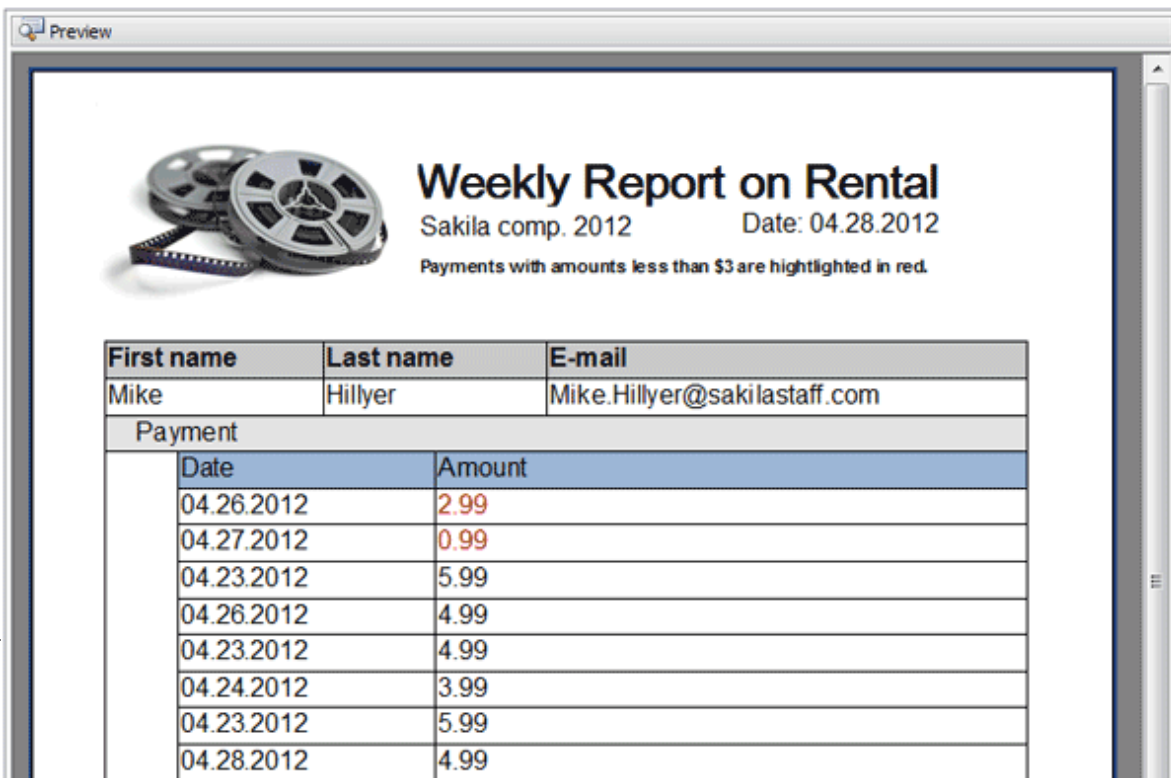 Preview
Weekly Report on Rental
Sakila comp. 2012 Date: 04.28.2012
Payments with amounts less than $3 are hightlighted in red.
First name Last name E-mail
Mike Hillyer Mike.Hillyer@sakilastaff.com
Payment
Date Amount
04.26.2012 2.99
04.27.2012 0.99
04.23.2012 5.99
04.26.2012 4.99
04.23.2012 4.99
04.24.2012 3.99
04.23.2012 5.99
04.28.2012 4.99